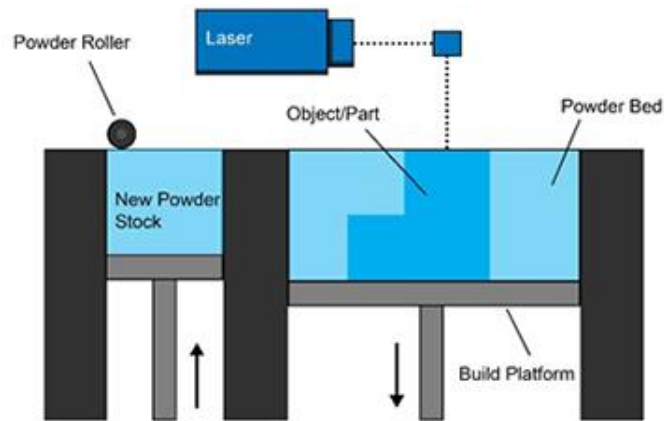 Powder Roller
Laser
Object/Part
Powder Bed
New Powder
Stock
Build Platform